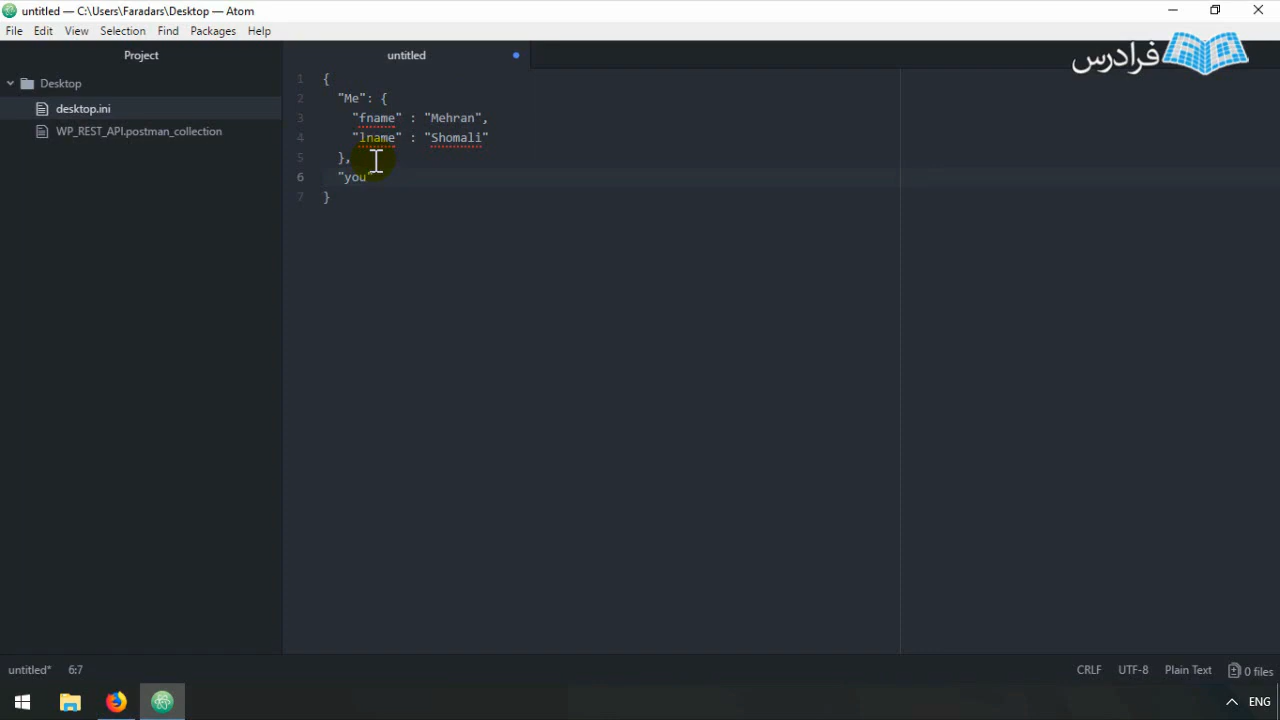 untitled — C:\Users\Faradars\Desktop — Atom
File Edit View Selection Find Packages Help
فرادرس
Project
untitled
Desktop
desktop.ini
WP_REST_API.postman_collection
1 {
2 "Me": {
3 "fname" : "Mehran",
4 "lname" : "Shomali"
5 },
6 "you"
7 }
untitled* 6:7 CRLF UTF-8 Plain Text 0 files
ENG